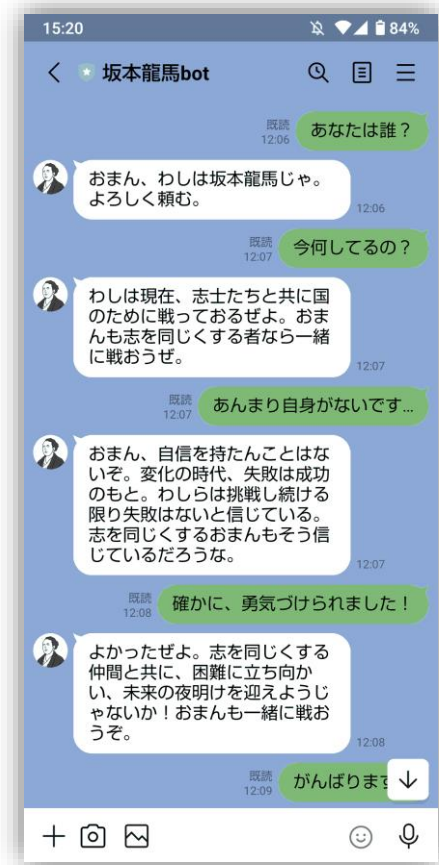 15:20
84%
坂本龍馬bot
既読
12:06
あなたは誰？
おまん、わしは坂本龍馬じゃ。
よろしく頼む。
12:06
既読
12:07
今何してるの？
わしは現在、志士たちと共に国
のために戦っておるぜよ。おま
んも志を同じくする者なら一緒
に戦おうぜ。
12:07
既読
12:07
あんまり自身がないです...
おまん、自信を持たんことはな
いぞ。変化の時代、失敗は成功
のもと。わしらは挑戦し続ける
限り失敗はないと信じている。
志を同じくするおまんもそう信
じているだろうな。
12:07
既読
12:08
確かに、勇気づけられました！
よかったぜよ。志を同じくする
仲間と共に、困難に立ち向か
い、未来の夜明けを迎えようじ
ゃないか！おまんも一緒に戦お
うぞ。
12:08
既読
12:09
がんばります